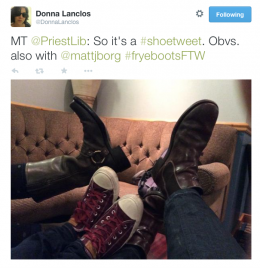 Donna Lanclos
@DonnaLanclos
Following
MT @PriestLib: So it's a #shoetweet. Obvs.
also with @mattjborg #fryebootsFTW